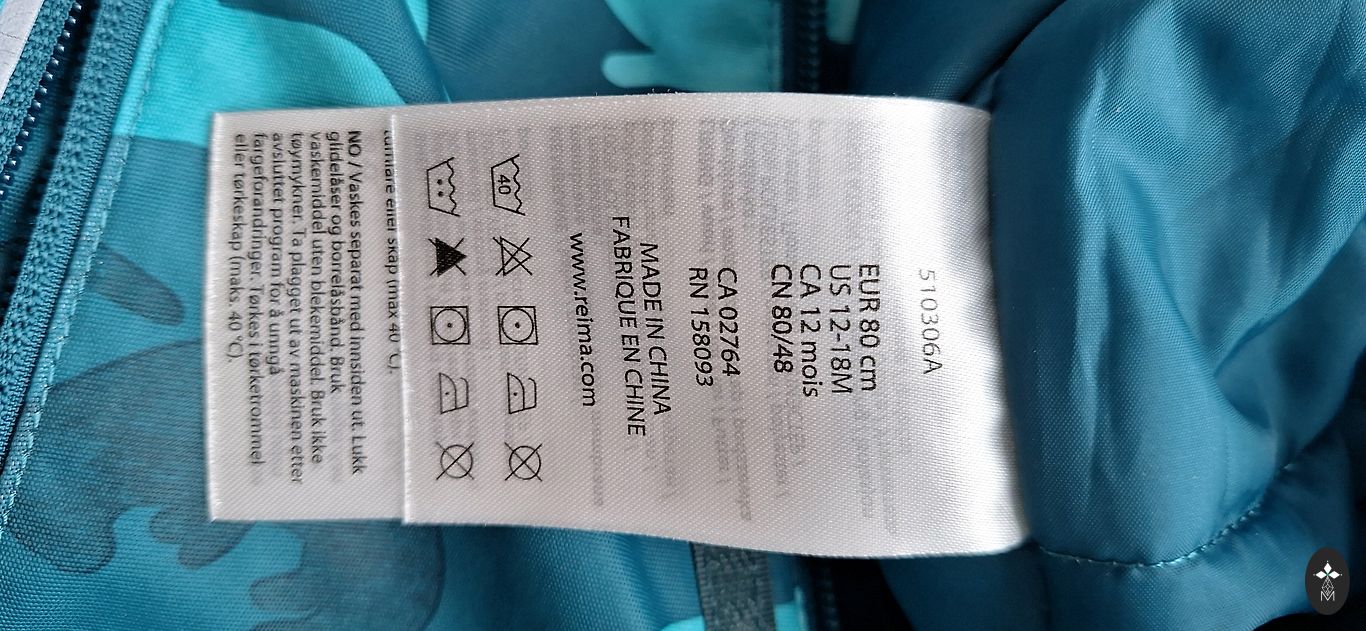 510306A
EUR 80 cm
US 12-18M
CA 12 mois
CN 80/48
CA 02764
RN 158093
MADE IN CHINA
FABRIQUE EN CHINE
www.reima.com
40
eller skap (max 40 °C).
NO / Vaskes separat med innsiden ut. Lukk
glidelåser og borrelåsbånd. Bruk
vaskemiddel uten blekemiddel. Bruk ikke
tøymykner. Ta plagget ut av maskinen etter
avsluttet program for å unngå
fargeforandringer. Tørkes i tørketrommel
eller tørkeskap (maks. 40 °C).